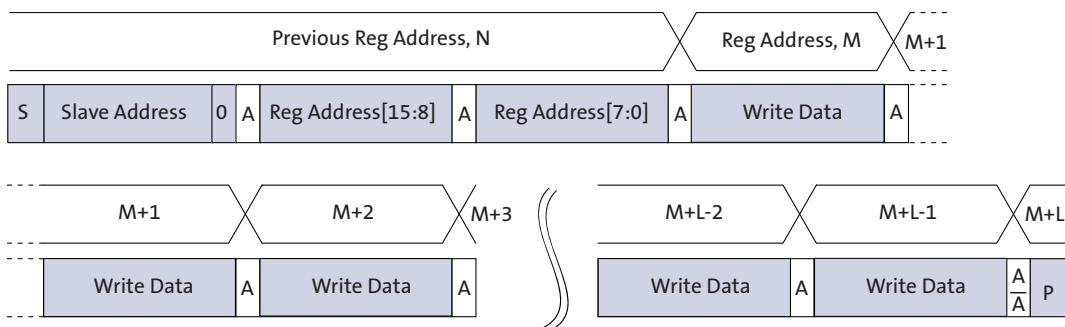 Previous Reg Address, N Reg Address, M M+1
S Slave Address 0 A Reg Address[15:8] A Reg Address[7:0] A Write Data A
M+1 M+2 M+3 M+L-2 M+L-1 M+L
Write Data A Write Data A Write Data A Write Data A P
A